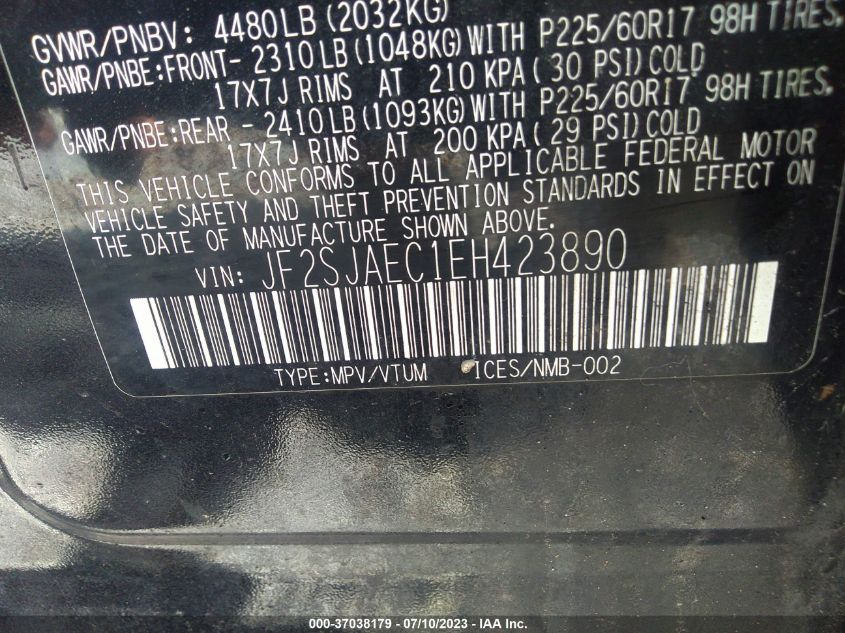 GVWR/PNBV: 4480LB(2032KG)
GAWR/PNBE:FRONT- 2310LB(1048KG)WITH P225/60R17 98H TIRES,
17X7J RIMS AT 210 KPA(30 PSI)COLD
GAWR/PNBE:REAR - 2410LB(1093KG)WITH P225/60R17 98H TIRES,
17X7J RIMS AT 200 KPA(29 PSI)COLD
THIS VEHICLE CONFORMS TO ALL APPLICABLE FEDERAL MOTOR
VEHICLE SAFETY AND THEFT PREVENTION STANDARDS IN EFFECT ON
THE DATE OF MANUFACTURE SHOWN ABOVE.
VIN: JF2SJAEC1EH423890
TYPE:MPV/VTUM ICES/NMB-002
000-37038179 - 07/10/2023 - IAA Inc.